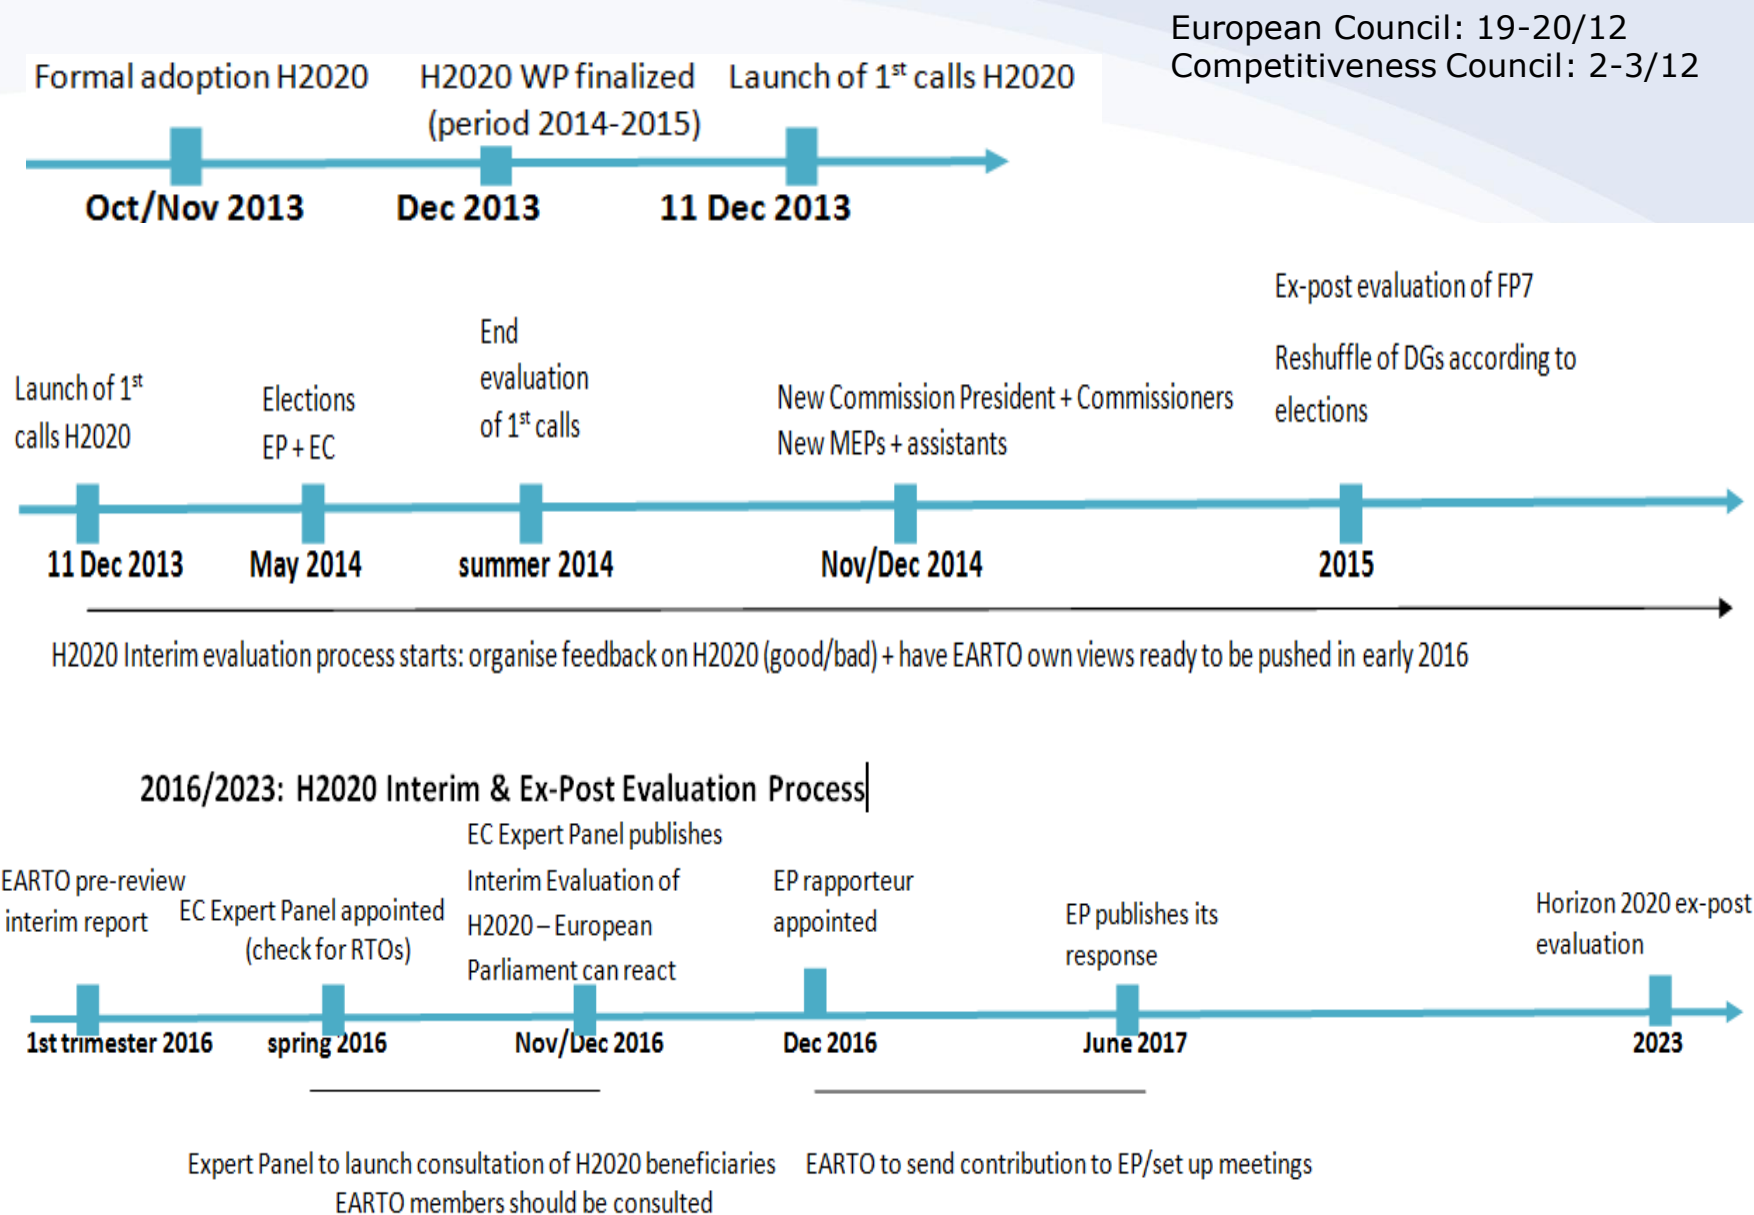 European Council: 19-20/12
Competitiveness Council: 2-3/12
Formal adoption H2020
H2020 WP finalized
(period 2014-2015)
Launch of 1st calls H2020
Oct/Nov 2013
Dec 2013
11 Dec 2013
Launch of 1st
calls H2020
Elections
EP + EC
End
evaluation
of 1st calls
New Commission President + Commissioners
New MEPs + assistants
Ex-post evaluation of FP7
Reshuffle of DGs according to
elections
11 Dec 2013
May 2014
summer 2014
Nov/Dec 2014
2015
H2020 Interim evaluation process starts: organise feedback on H2020 (good/bad) + have EARTO own views ready to be pushed in early 2016
2016/2023: H2020 Interim & Ex-Post Evaluation Process
EARTO pre-review
interim report
EC Expert Panel appointed
(check for RTOs)
EC Expert Panel publishes
Interim Evaluation of
H2020 – European
Parliament can react
EP rapporteur
appointed
EP publishes its
response
Horizon 2020 ex-post
evaluation
1st trimester 2016
spring 2016
Nov/Dec 2016
Dec 2016
June 2017
2023
Expert Panel to launch consultation of H2020 beneficiaries
EARTO members should be consulted
EARTO to send contribution to EP/set up meetings